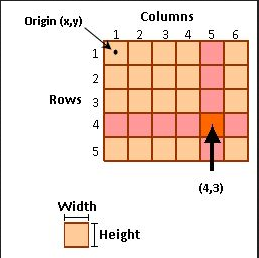 Columns
Origin (x,y)
1 2 3 4 5 6
1
2
Rows 3
4
5
(4,3)
Width
Height